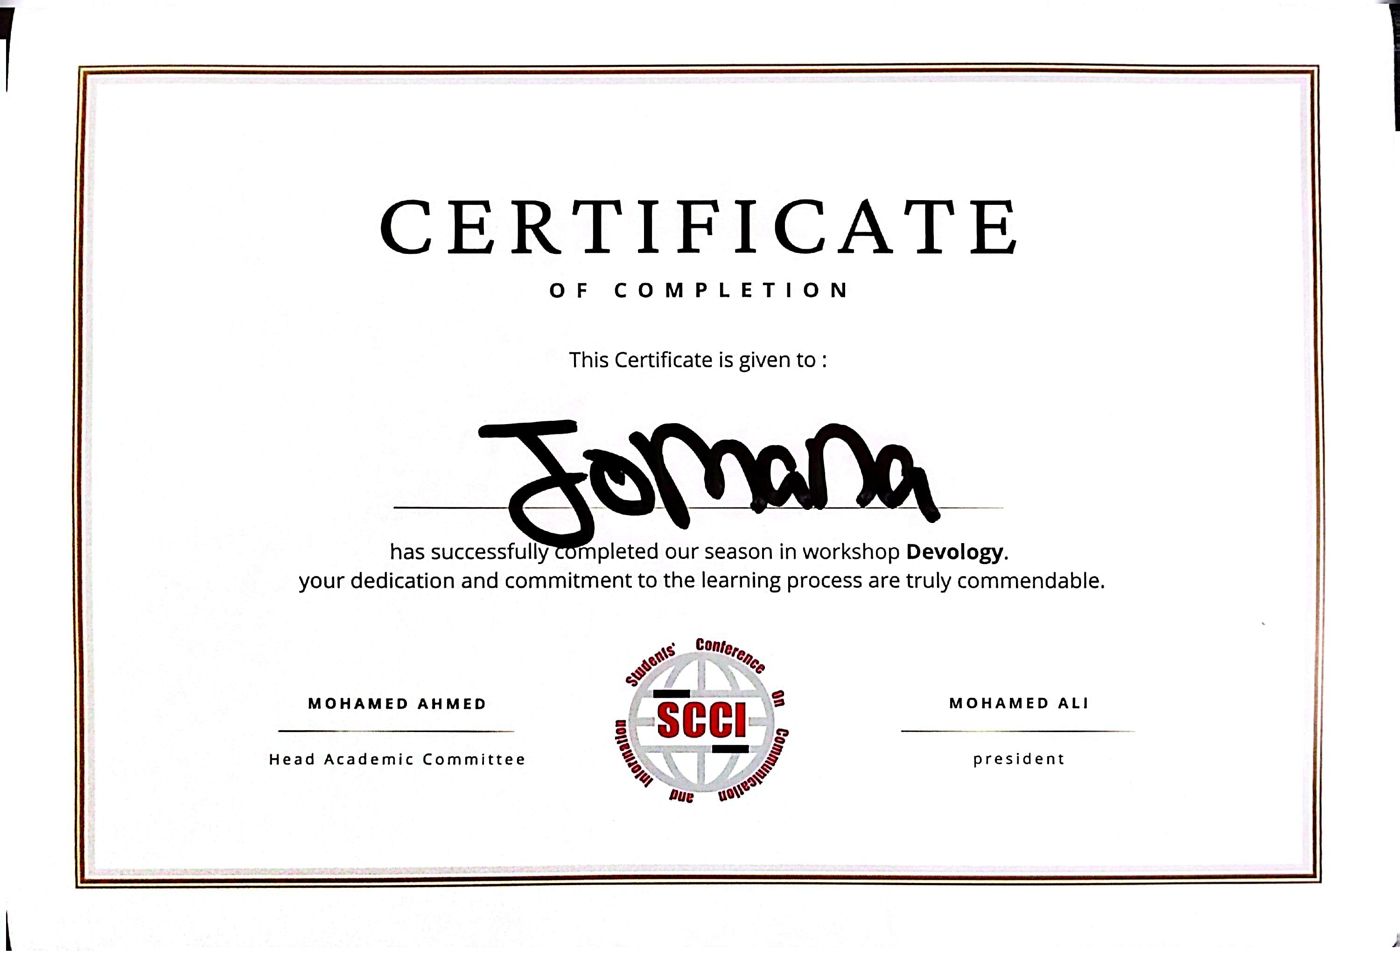 CERTIFICATE
OF COMPLETION
This Certificate is given to :
Jomana
has successfully completed our season in workshop Devology.
your dedication and commitment to the learning process are truly commendable.
MOHAMED AHMED
Head Academic Committee
Students' Conference On Communication and Information
SCCI
MOHAMED ALI
president